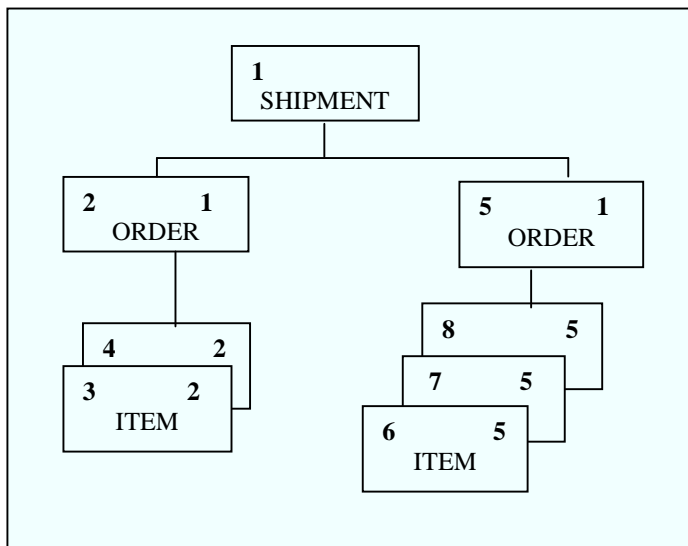 1
SHIPMENT
2 1
ORDER
5 1
ORDER
4 2
3 2
ITEM
8 5
7 5
6 5
ITEM